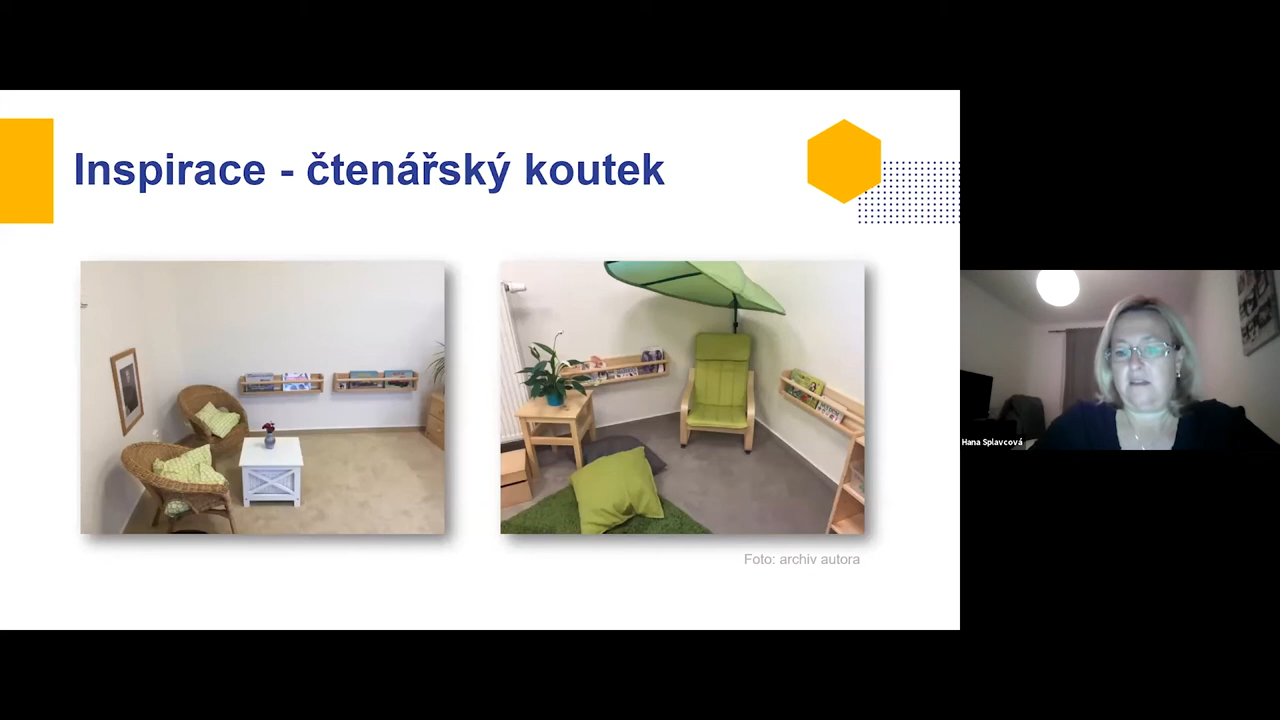 Inspirace - čtenářský koutek
Foto: archiv autora
Hana Splavcová